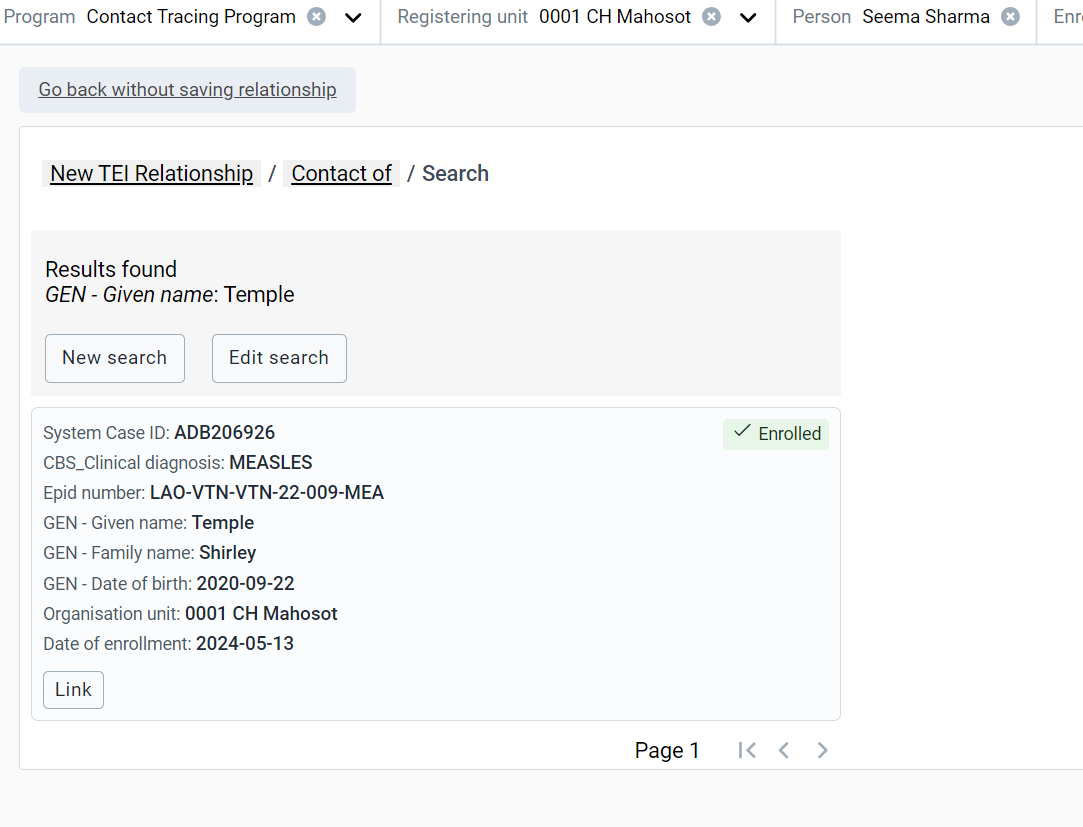 Program Contact Tracing Program Registering unit 0001 CH Mahosot Person Seema Sharma
Go back without saving relationship
New TEI Relationship / Contact of / Search
Results found
GEN - Given name: Temple
New search Edit search
System Case ID: ADB206926 Enrolled
CBS_Clinical diagnosis: MEASLES
Epid number: LAO-VTN-VTN-22-009-MEA
GEN - Given name: Temple
GEN - Family name: Shirley
GEN - Date of birth: 2020-09-22
Organisation unit: 0001 CH Mahosot
Date of enrollment: 2024-05-13
Link
Page 1